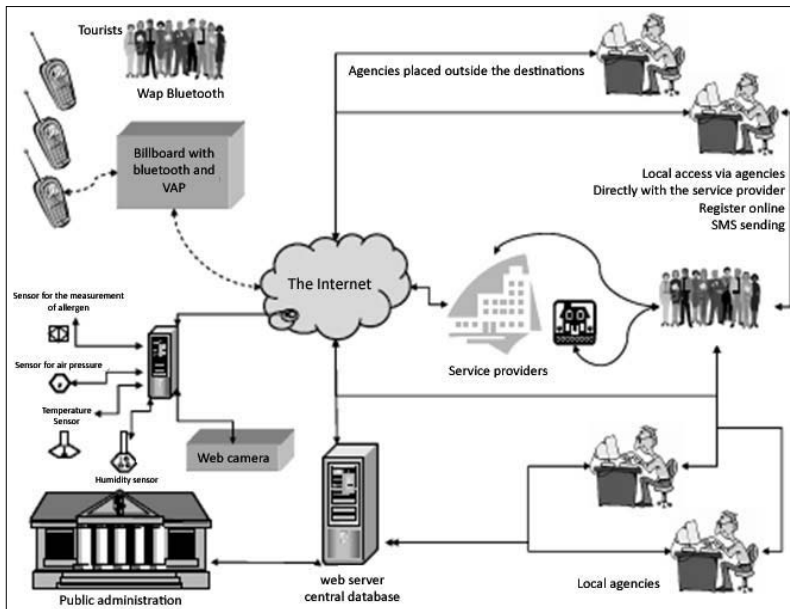 Tourists
Wap Bluetooth
Agencies placed outside the destinations
Billboard with
bluetooth and
VAP
Local access via agencies
Directly with the service provider
Register online
SMS sending
The Internet
Sensor for the measurement
of allergen
Service providers
Sensor for air pressure
Temperature
Sensor
Web camera
Humidity sensor
Public administration
web server
central database
Local agencies